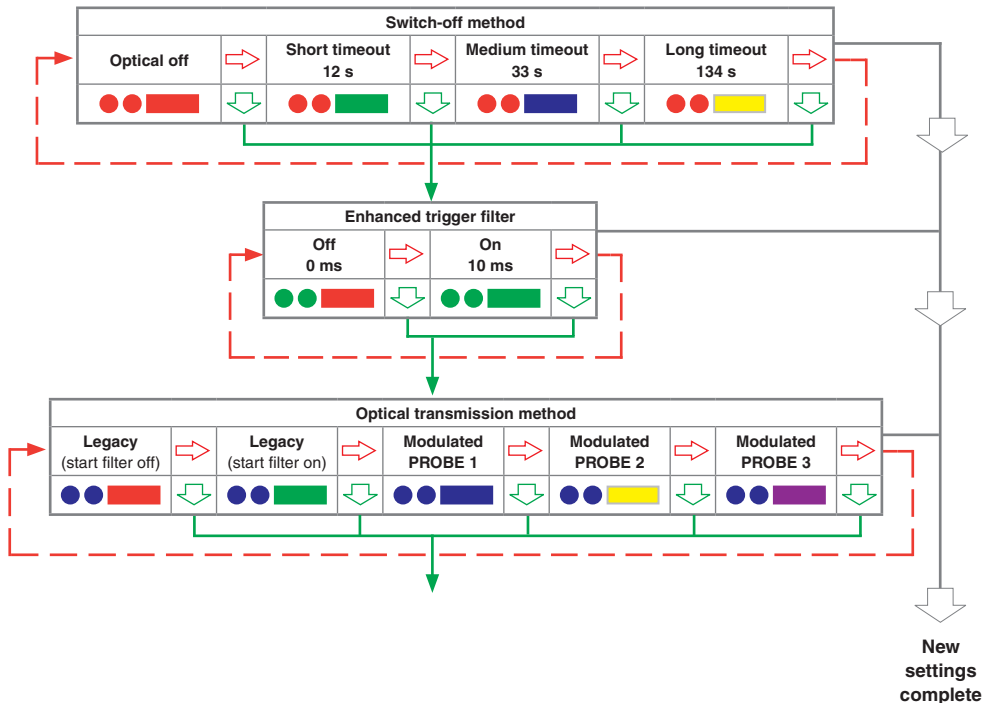 Switch-off method
Optical off
Short timeout
12 s
Medium timeout
33 s
Long timeout
134 s
Enhanced trigger filter
Off
0 ms
On
10 ms
Optical transmission method
Legacy
(start filter off)
Legacy
(start filter on)
Modulated
PROBE 1
Modulated
PROBE 2
Modulated
PROBE 3
New
settings
complete